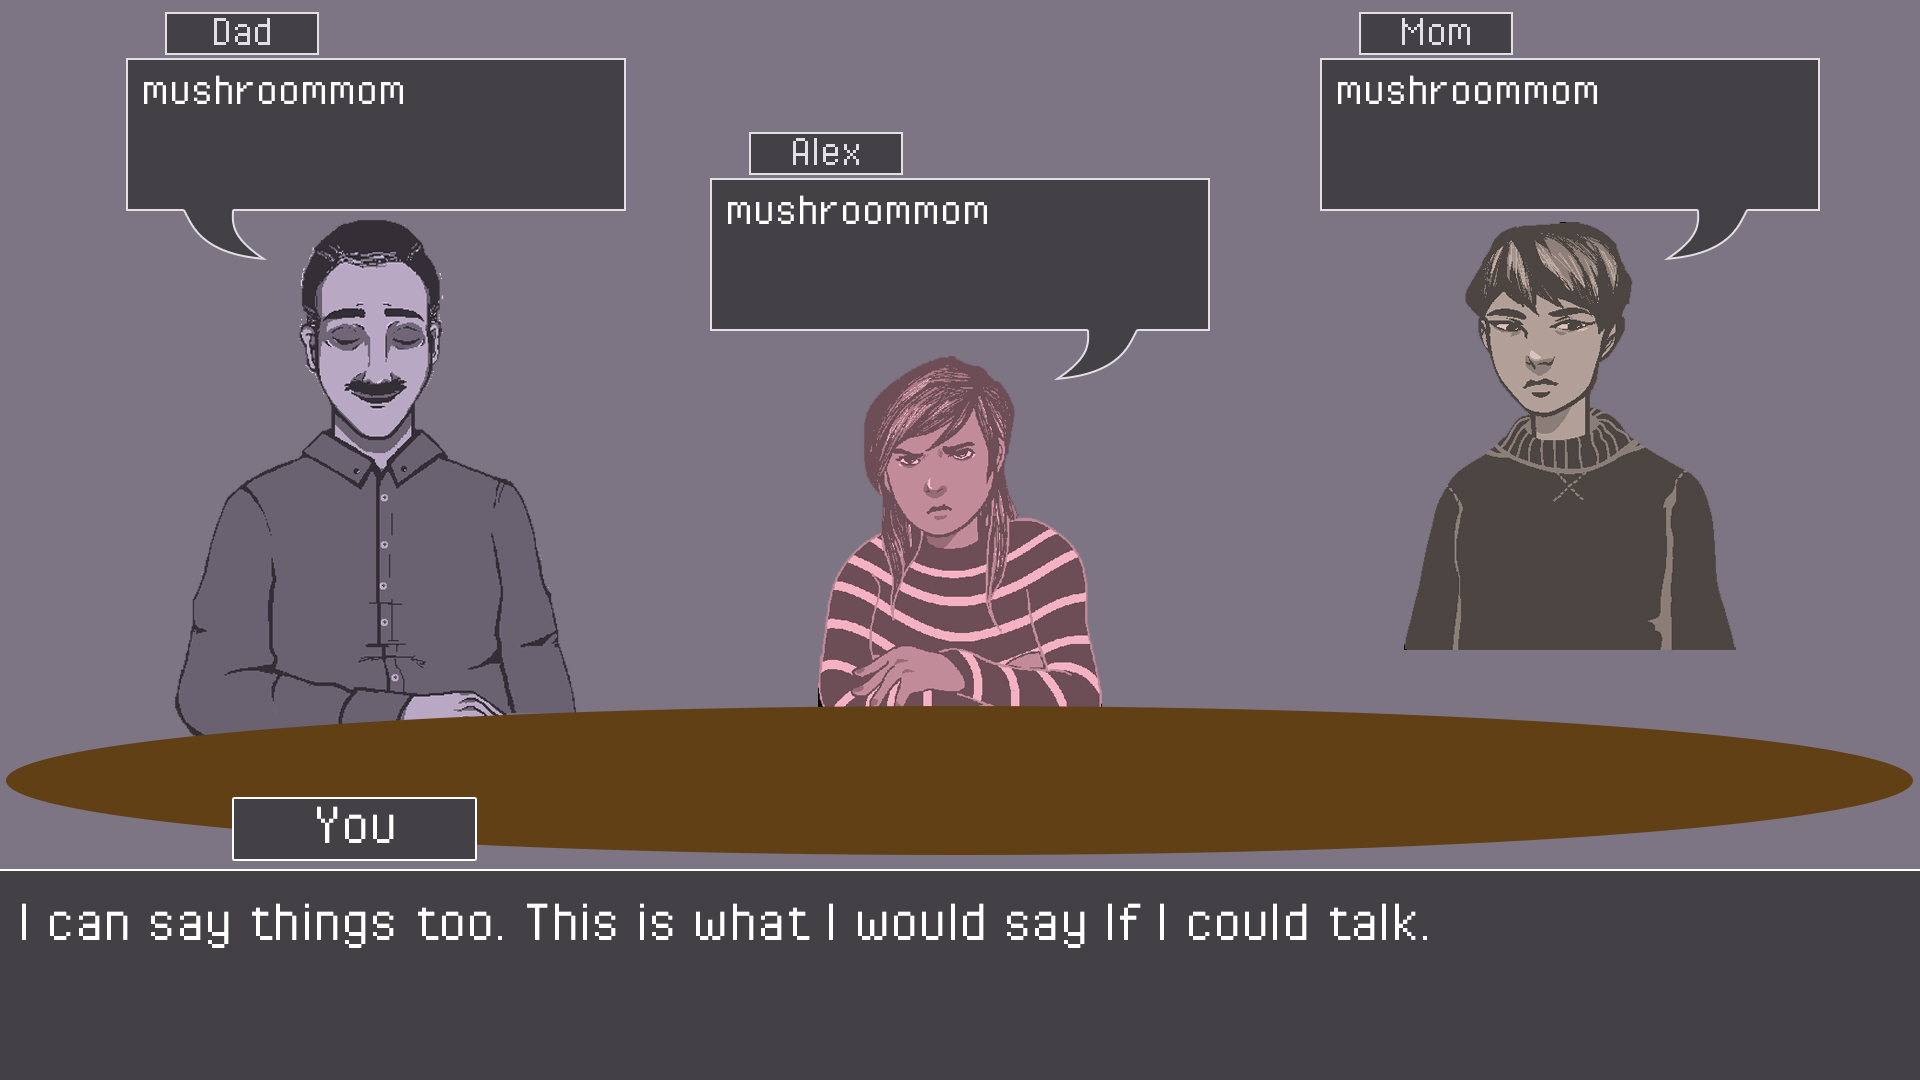 Dad
mushroommom
Mom
mushroommom
Alex
mushroommom
You
I can say things too. This is what I would say If I could talk.